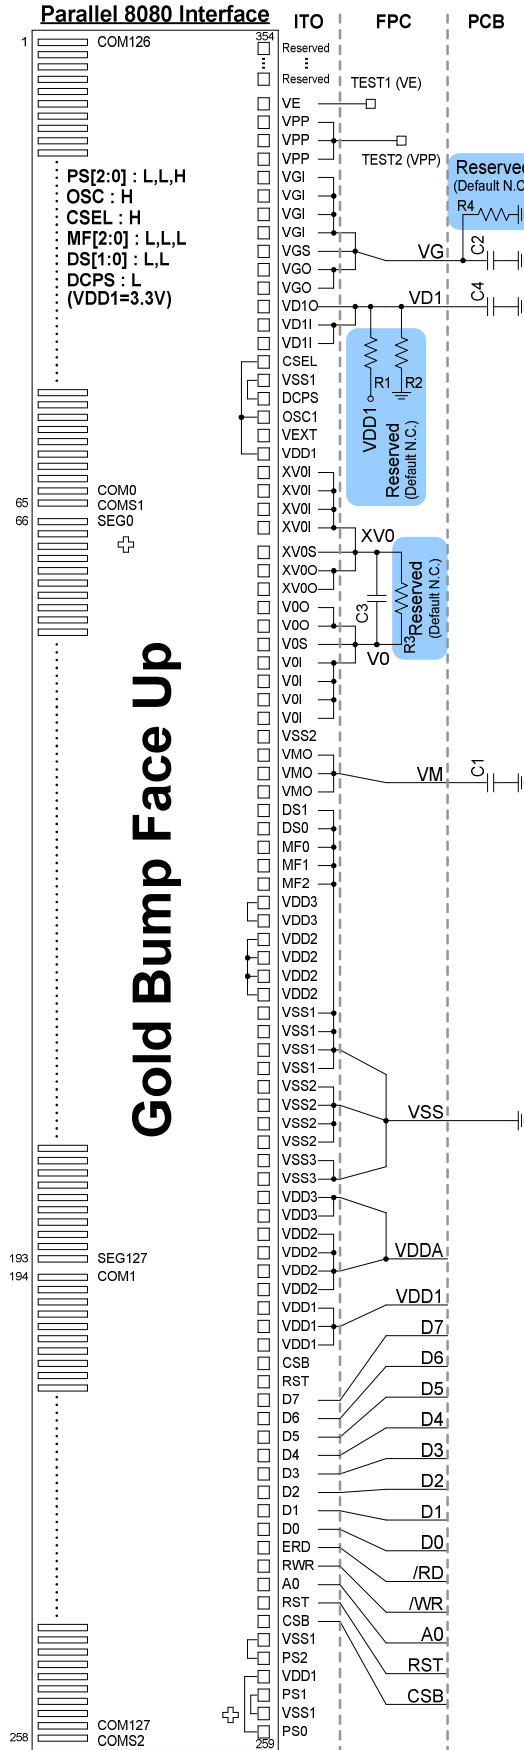 Parallel 8080 Interface
ITO
FPC
PCB
1
COM126
354
Reserved
Reserved
TEST1 (VE)
VE
VPP
VPP
TEST2 (VPP)
VPP
PS[2:0] : L,L,H
OSC : H
CSEL : H
MF[2:0] : L,L,L
DS[1:0] : L,L
DCPS : L
(VDD1=3.3V)
VGI
VGI
VGI
VGI
VGS
VGO
VGO
Reserved
(Default N.C.
R4
VG
C2
VD1O
VD1I
VD1I
VD1
C4
CSEL
VSS1
DCPS
OSC1
VEXT
VDD1
R1
R2
VDD1
Reserved
(Default N.C.)
XV0I
XV0I
XV0I
XV0I
COM0
65
COMS1
66
SEG0
XV0S
XV0O
XV0O
V0O
V0O
V0S
V0I
V0I
V0I
V0I
XV0
C3
V0
R3
Reserved
(Default N.C.)
Gold Bump Face Up
VSS2
VMO
VMO
VMO
VM
C1
DS1
DS0
MF0
MF1
MF2
VDD3
VDD3
VDD2
VDD2
VDD2
VDD2
VSS1
VSS1
VSS1
VSS1
VSS2
VSS2
VSS2
VSS2
VSS
VSS3
VSS3
VDD3
VDD3
VDD2
VDD2
VDD2
VDD2
VDDA
193
SEG127
194
COM1
VDD1
VDD1
VDD1
VDD1
CSB
RST
D7
D6
D5
D4
D3
D2
D1
D0
ERD
RWR
A0
RST
CSB
D7
D6
D5
D4
D3
D2
D1
D0
/RD
/WR
A0
RST
CSB
VSS1
PS2
VDD1
PS1
VSS1
PS0
COM127
258
COMS2
259